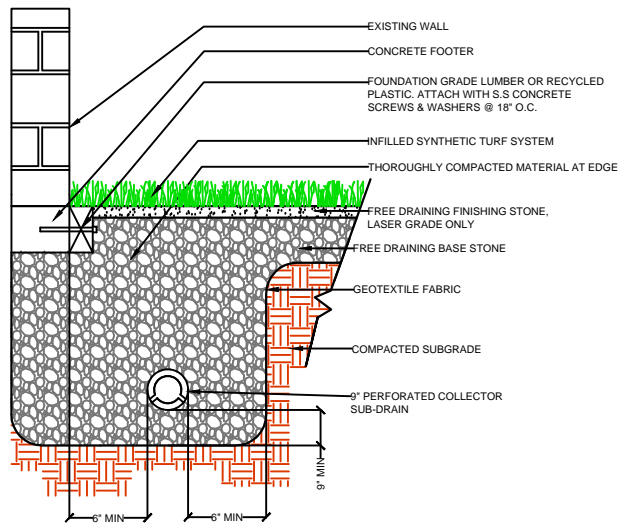 EXISTING WALL
CONCRETE FOOTER
FOUNDATION GRADE LUMBER OR RECYCLED
PLASTIC. ATTACH WITH S.S CONCRETE
SCREWS & WASHERS @ 18" O.C.
INFILLED SYNTHETIC TURF SYSTEM
THOROUGHLY COMPACTED MATERIAL AT EDGE
FREE DRAINING FINISHING STONE,
LASER GRADE ONLY
FREE DRAINING BASE STONE
GEOTEXTILE FABRIC
COMPACTED SUBGRADE
9" PERFORATED COLLECTOR
SUB-DRAIN
9" MIN
6" MIN
6" MIN